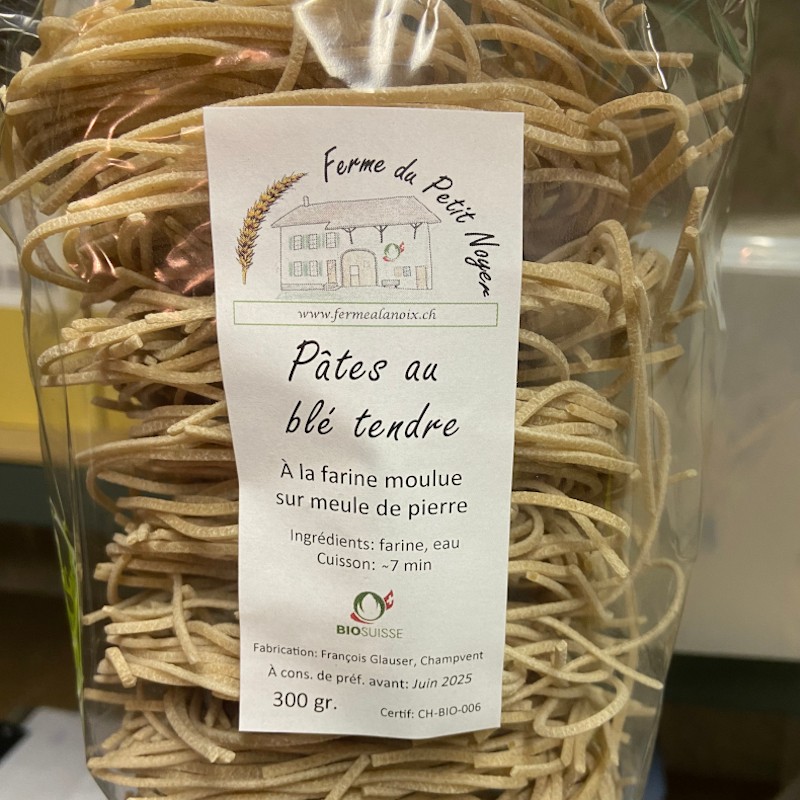 Ferme du Petit Noyer
www.fermealanoix.ch
Pâtes au
blé tendre
À la farine moulue
sur meule de pierre
Ingrédients: farine, eau
Cuisson: ~7 min
BIOSUISSE
Fabrication: François Glauser, Champvent
À cons. de préf. avant: Juin 2025
300 gr.
Certif: CH-BIO-006